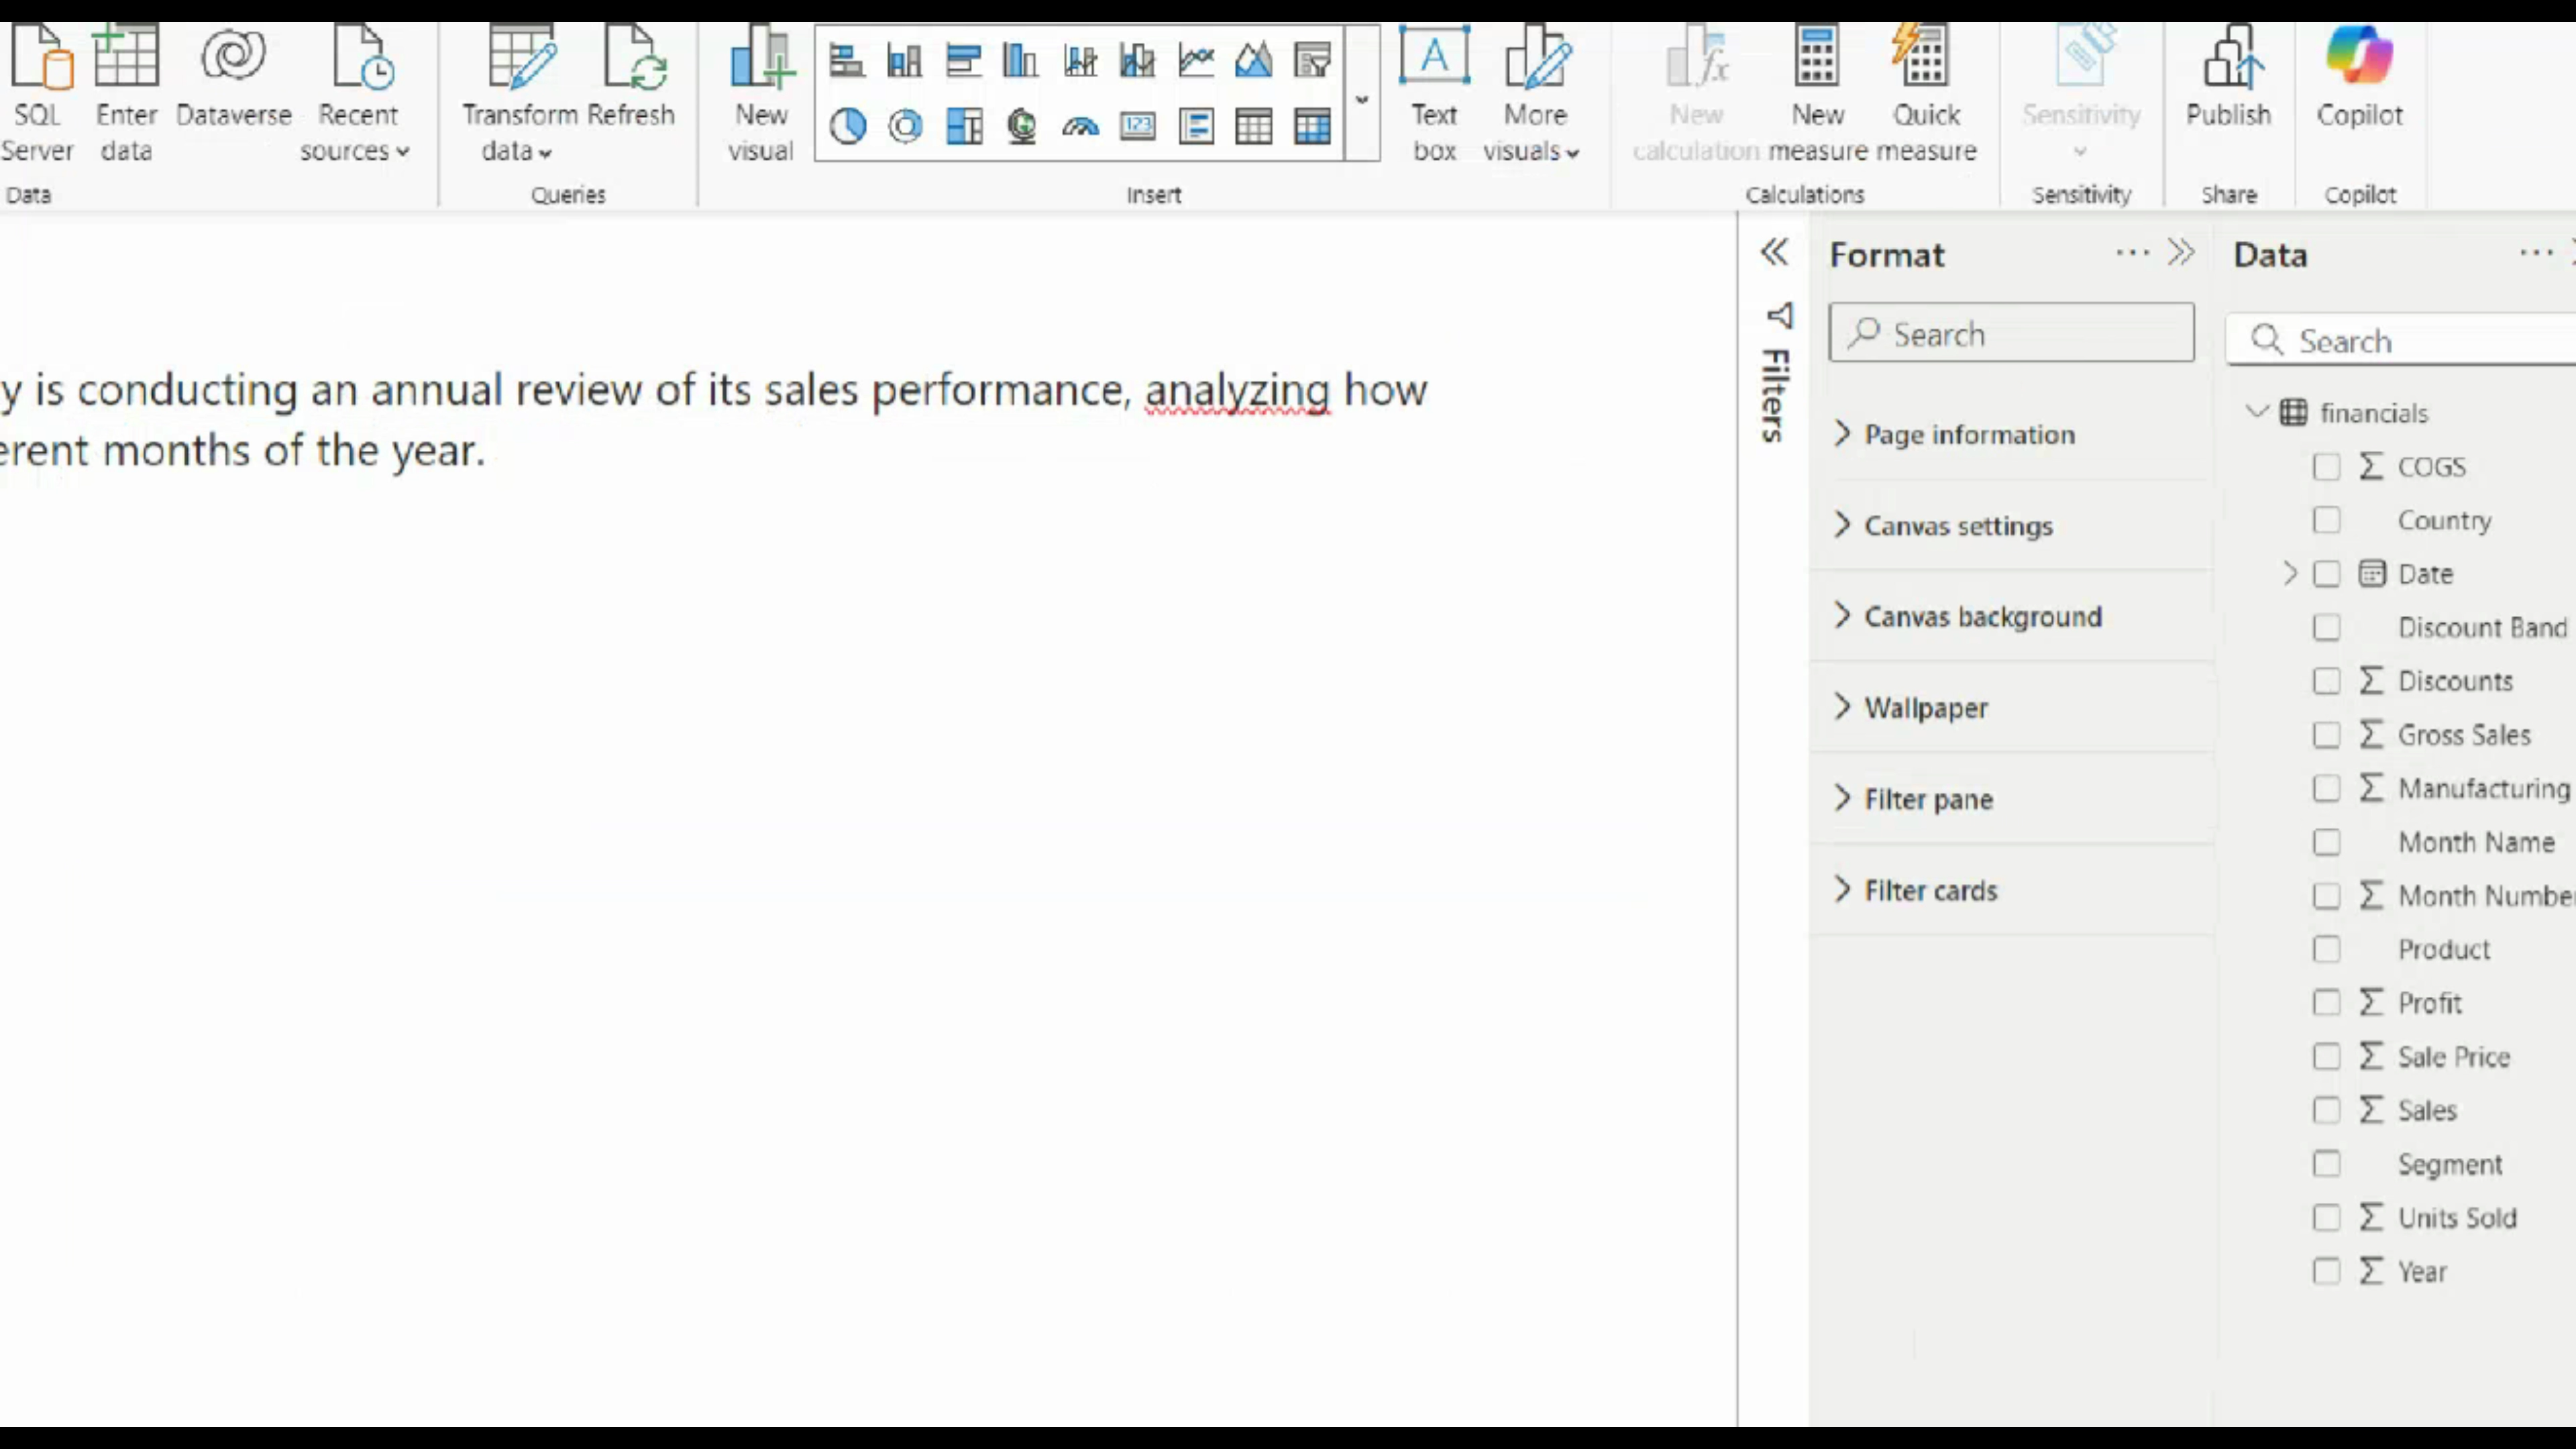 SQL Server
Enter data
Dataverse
Recent sources
Transform data
Refresh
New visual
123
A
Text box
More visuals
fx
New calculation
New measure
Quick measure
Sensitivity
Publish
Copilot
Data
Queries
Insert
Calculations
Sensitivity
Share
Copilot
y is conducting an annual review of its sales performance, analyzing how
erent months of the year.
Filters
Format
Search
Page information
Canvas settings
Canvas background
Wallpaper
Filter pane
Filter cards
Data
Search
financials
Σ COGS
Country
Date
Discount Band
Σ Discounts
Σ Gross Sales
Σ Manufacturing
Month Name
Σ Month Number
Product
Σ Profit
Σ Sale Price
Σ Sales
Segment
Σ Units Sold
Σ Year